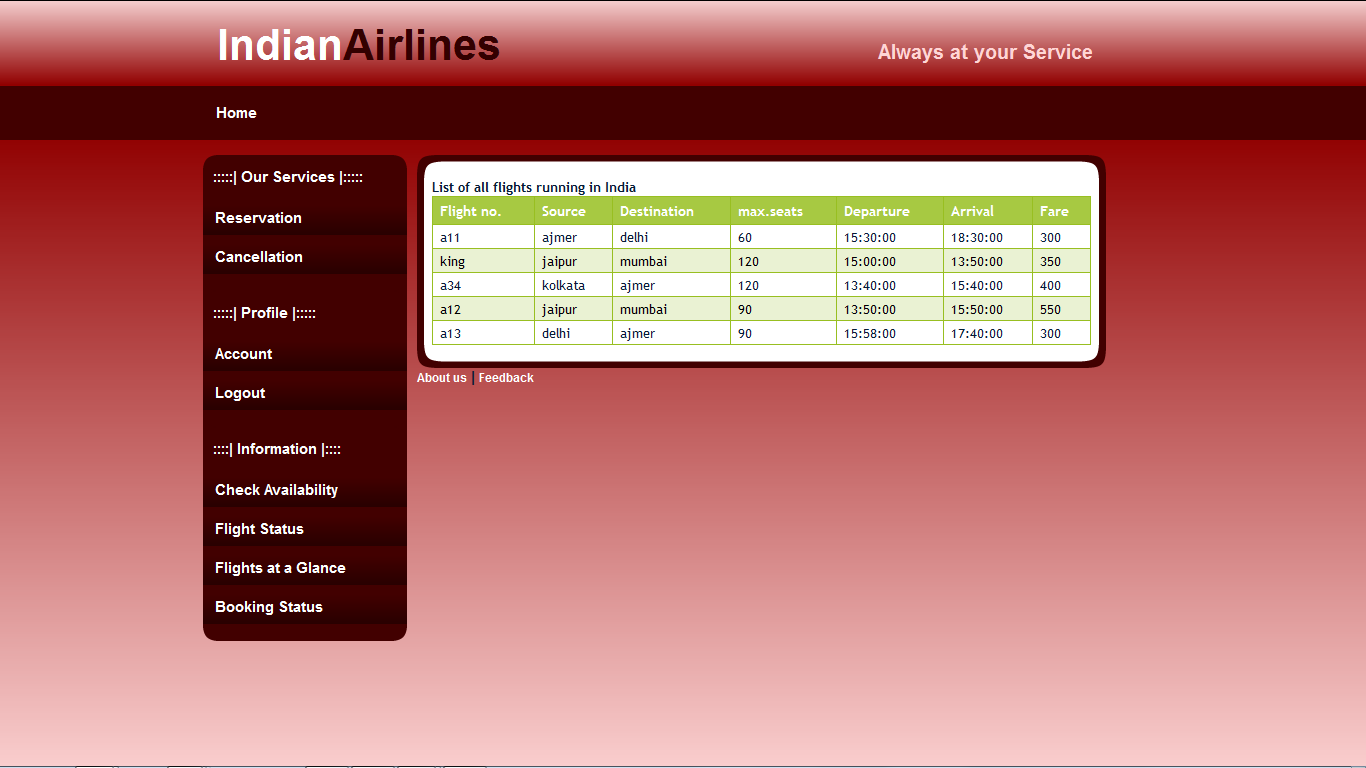 IndianAirlines
Always at your Service
Home
:::::| Our Services |:::::
Reservation
Cancellation
:::::| Profile |:::::
Account
Logout
::::| Information |::::
Check Availability
Flight Status
Flights at a Glance
Booking Status
List of all flights running in India
Flight no. Source Destination max.seats Departure Arrival Fare
a11 ajmer delhi 60 15:30:00 18:30:00 300
king jaipur mumbai 120 15:00:00 13:50:00 350
a34 kolkata ajmer 120 13:40:00 15:40:00 400
a12 jaipur mumbai 90 13:50:00 15:50:00 550
a13 delhi ajmer 90 15:58:00 17:40:00 300
About us | Feedback